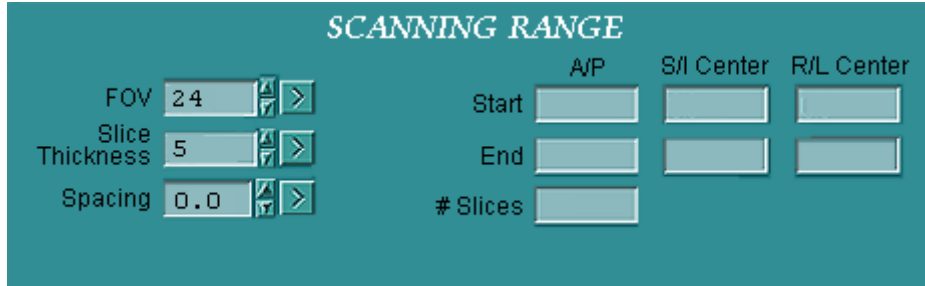 SCANNING RANGE
A/P S/I Center R/L Center
FOV 24 > Start
Slice
Thickness 5 > End
Spacing 0.0 > # Slices